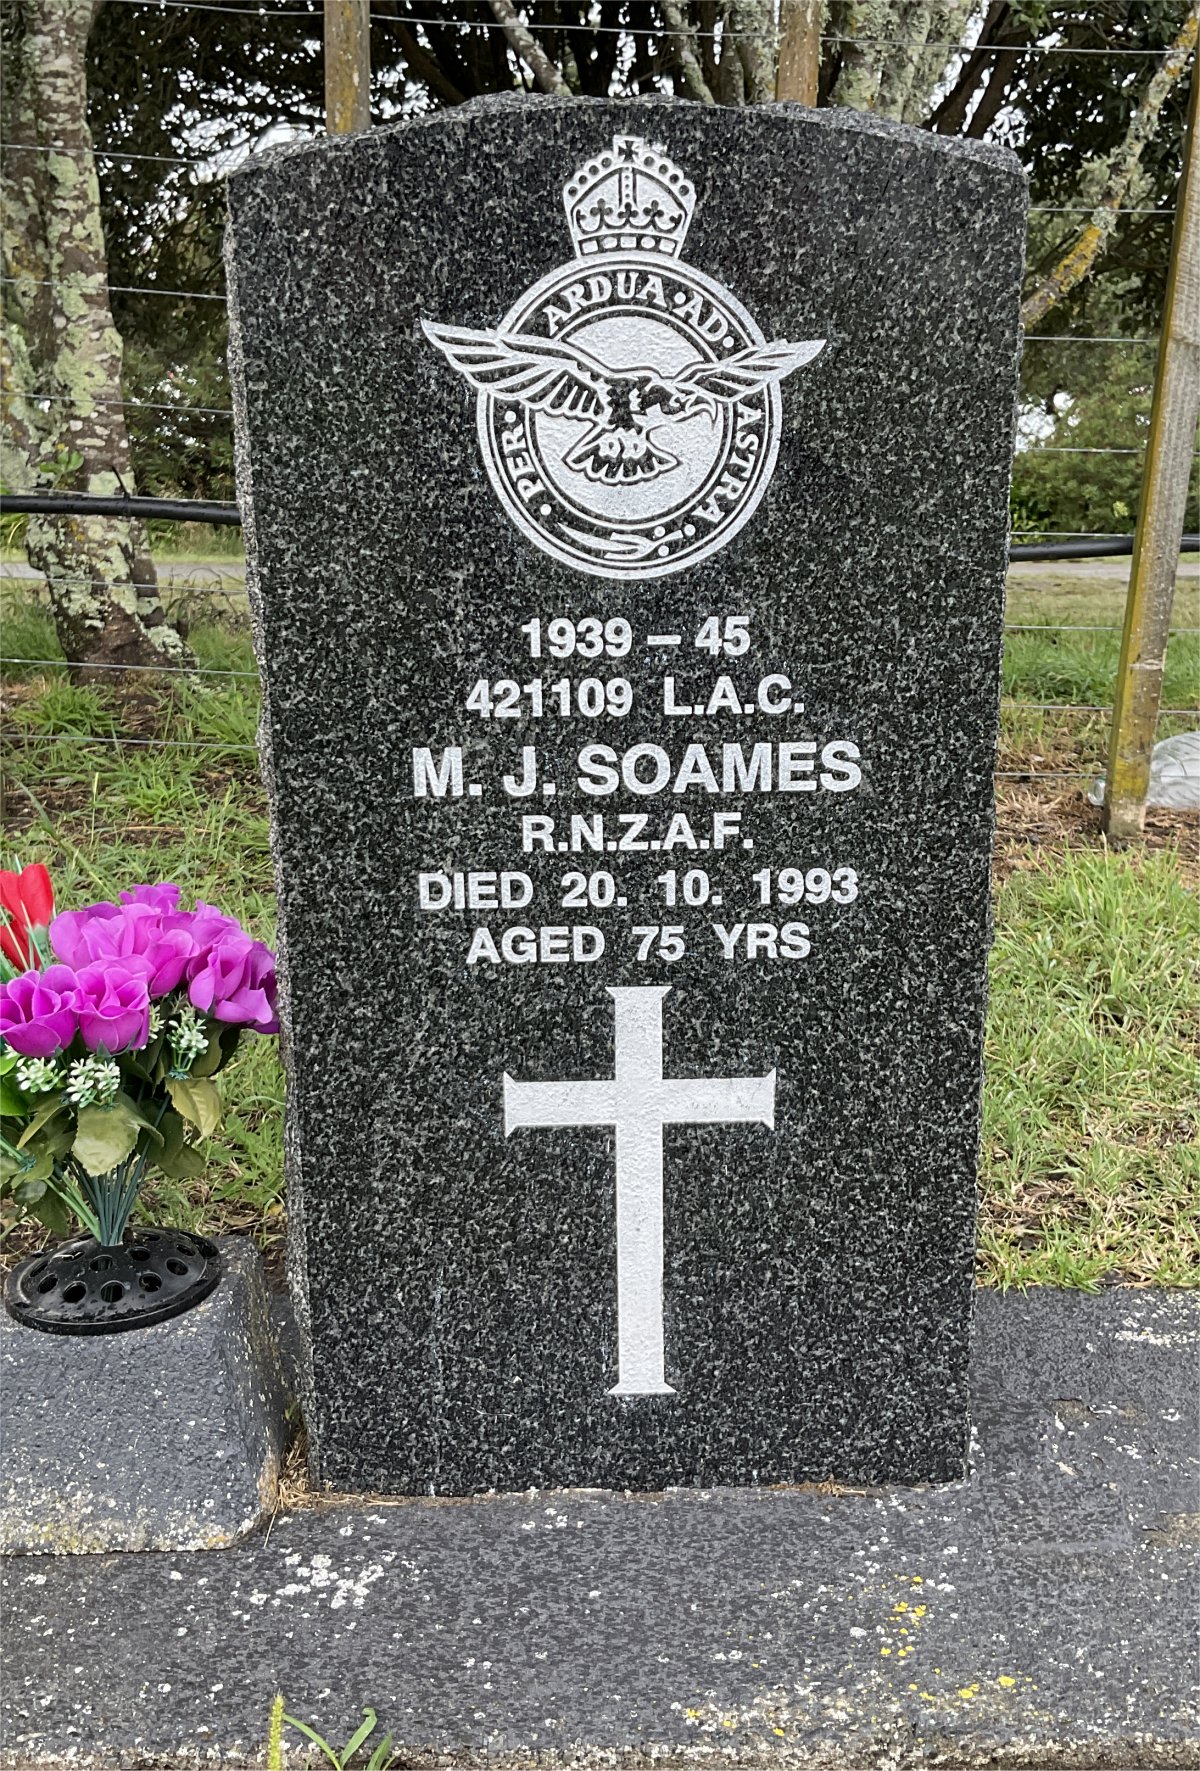 PER · ARDUA · AD · ASTRA
1939 – 45
421109 L.A.C.
M. J. SOAMES
R.N.Z.A.F.
DIED 20. 10. 1993
AGED 75 YRS